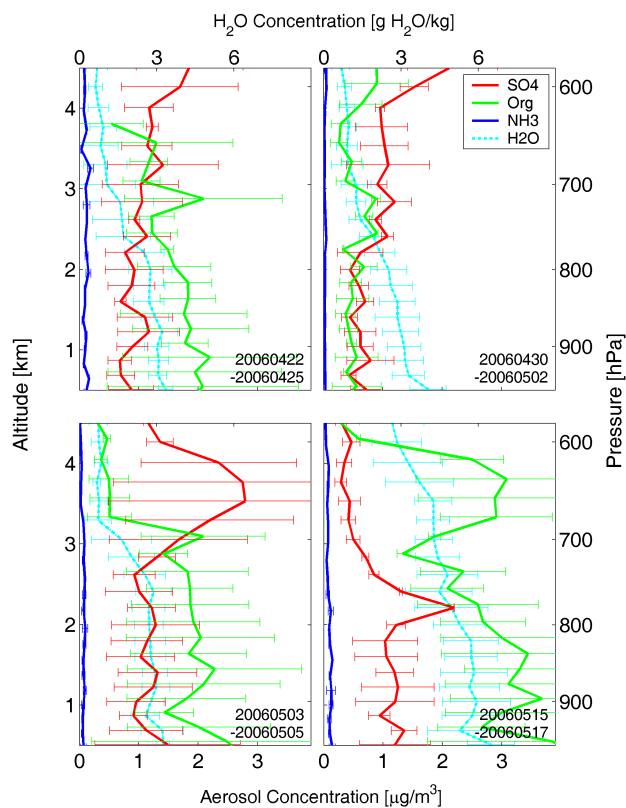 H₂O Concentration [g H₂O/kg]
0 3 6 0 3 6
SO4
Org
NH3
H2O
4
3
2
1
600
700
800
900
20060422
-20060425
20060430
-20060502
Altitude [km]
Pressure [hPa]
4
3
2
1
600
700
800
900
20060503
-20060505
20060515
-20060517
0 1 2 3 0 1 2 3
Aerosol Concentration [μg/m³]